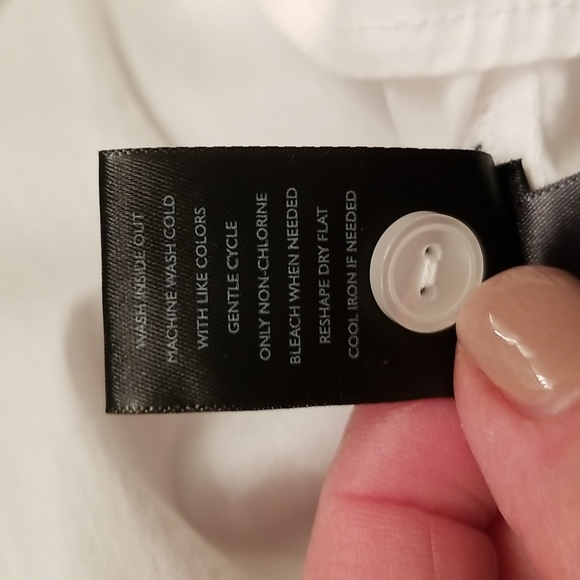 WASH INSIDE OUT
MACHINE WASH COLD
WITH LIKE COLORS
GENTLE CYCLE
ONLY NON-CHLORINE
BLEACH WHEN NEEDED
RESHAPE DRY FLAT
COOL IRON IF NEEDED